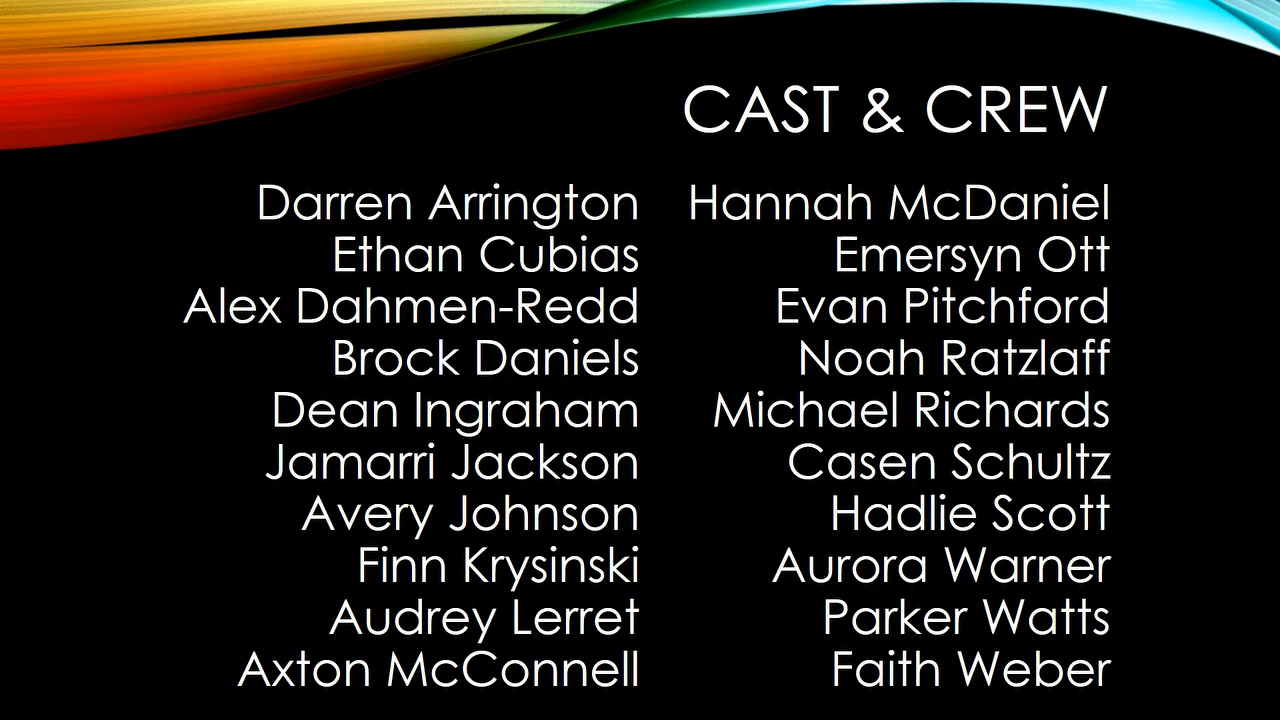 CAST & CREW
Darren Arrington
Ethan Cubias
Alex Dahmen-Redd
Brock Daniels
Dean Ingraham
Jamarri Jackson
Avery Johnson
Finn Krysinski
Audrey Lerret
Axton McConnell
Hannah McDaniel
Emersyn Ott
Evan Pitchford
Noah Ratzlaff
Michael Richards
Casen Schultz
Hadlie Scott
Aurora Warner
Parker Watts
Faith Weber